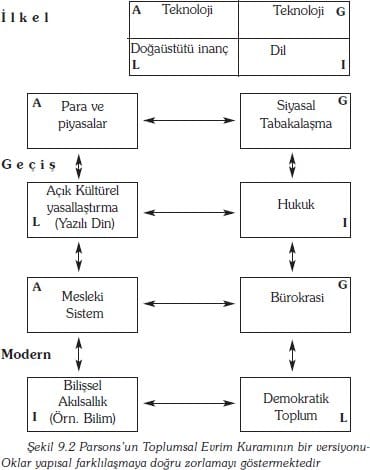 İlkel
A Teknoloji Teknoloji G
Doğaüstütü inanç Dil
L I
A Para ve piyasalar
Siyasal Tabakalaşma G
Geçiş
Açık Kültürel
L yasallaştırma
(Yazılı Din)
Hukuk
I
A
Mesleki
Sistem
G
Bürokrasi
Modern
Bilişsel
Akılsallık
I (Örn. Bilim)
Demokratik
Toplum L
Şekil 9.2 Parsons'un Toplumsal Evrim Kuramının bir versiyonu-
Oklar yapısal farklılaşmaya doğru zorlamayı göstermektedir